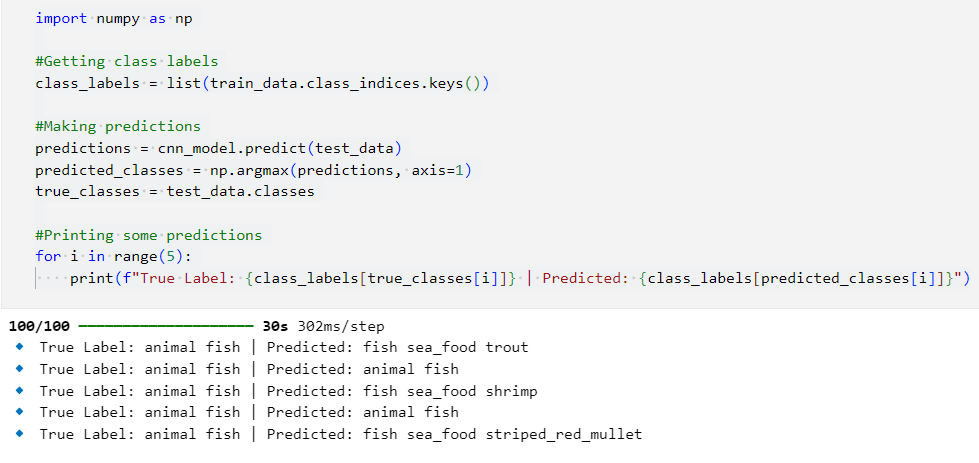 import numpy as np
#Getting class labels
class_labels = list(train_data.class_indices.keys())
#Making predictions
predictions = cnn_model.predict(test_data)
predicted_classes = np.argmax(predictions, axis=1)
true_classes = test_data.classes
#Printing some predictions
for i in range(5):
    print(f"True Label: {class_labels[true_classes[i]]} | Predicted: {class_labels[predicted_classes[i]]}")
100/100 ━━━━━━━━━━━━━━━━━━━━ 30s 302ms/step
🔹 True Label: animal fish | Predicted: fish sea_food trout
🔹 True Label: animal fish | Predicted: animal fish
🔹 True Label: animal fish | Predicted: fish sea_food shrimp
🔹 True Label: animal fish | Predicted: animal fish
🔹 True Label: animal fish | Predicted: fish sea_food striped_red_mullet